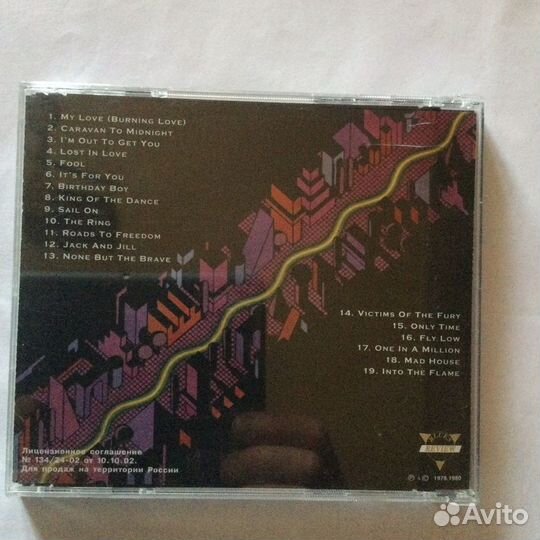 1. My Love (Burning Love)
2. Caravan To Midnight
3. I'm Out To Get You
4. Lost In Love
5. Fool
6. It's For You
7. Birthday Boy
8. King Of The Dance
9. Sail On
10. The Ring
11. Roads To Freedom
12. Jack And Jill
13. None But The Brave
14. Victims Of The Fury
15. Only Time
16. Fly Low
17. One In A Million
18. Mad House
19. Into The Flame
Лицензионное соглашение
№ 134/24-02 от 10.10.02.
Для продаж на территории России
REVIEW
℗ & © 1978, 1980
Avito